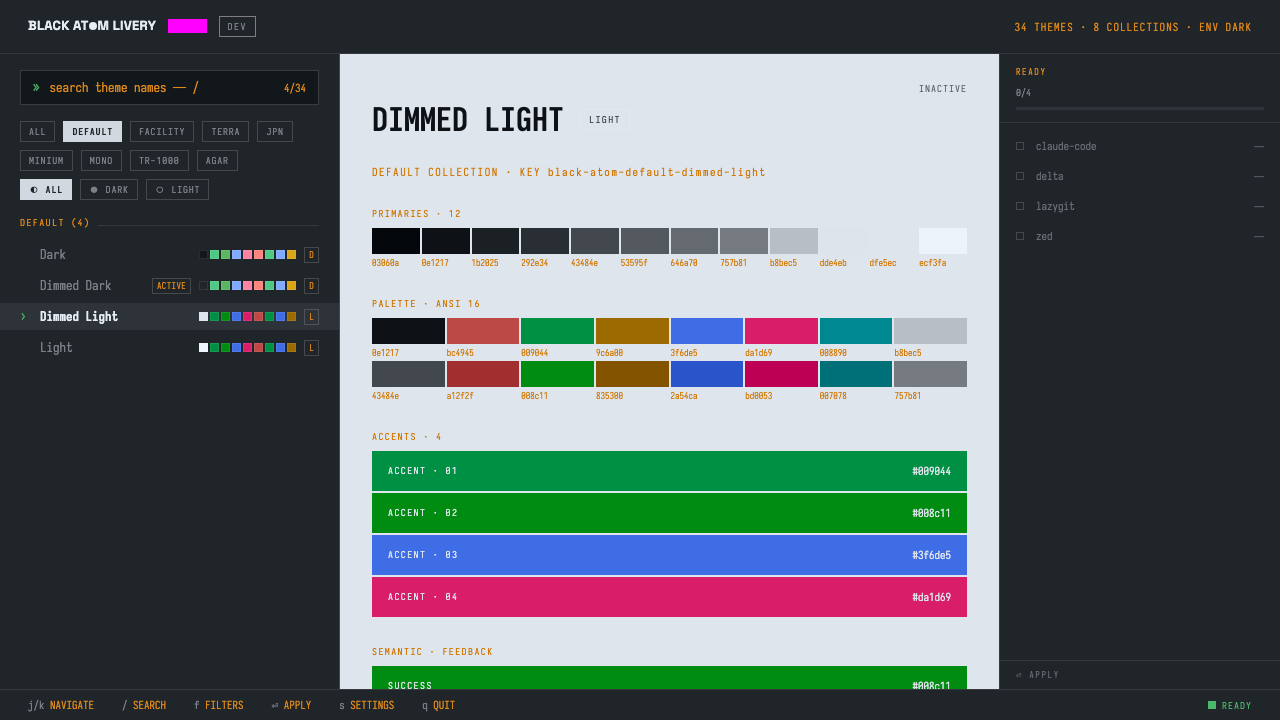 BLACK ATOM LIVERY DEV
34 THEMES · 8 COLLECTIONS · ENV DARK
» search theme names — / 4/34
ALL DEFAULT FACILITY TERRA JPN
MINIUM MONO TR-1000 AGAR
◐ ALL ● DARK ○ LIGHT
DEFAULT (4)
Dark D
Dimmed Dark ACTIVE D
› Dimmed Light L
Light L
INACTIVE
DIMMED LIGHT LIGHT
DEFAULT COLLECTION · KEY black-atom-default-dimmed-light
PRIMARIES · 12
03060a 0e1217 1b2025 292e34 43484e 53595f 646a70 757b81 b8bec5 dde4eb dfe5ec ecf3fa
PALETTE · ANSI 16
0e1217 bc4945 009044 9c6a00 3f6de5 da1d69 008890 b8bec5
43484e a12f2f 008c11 835300 2a54ca bd0053 007078 757b81
ACCENTS · 4
ACCENT · 01 #009044
ACCENT · 02 #008c11
ACCENT · 03 #3f6de5
ACCENT · 04 #da1d69
SEMANTIC · FEEDBACK
SUCCESS #008c11
READY
0/4
claude-code —
delta —
lazygit —
zed —
⏎ APPLY
j/k NAVIGATE / SEARCH f FILTERS ⏎ APPLY s SETTINGS q QUIT
READY